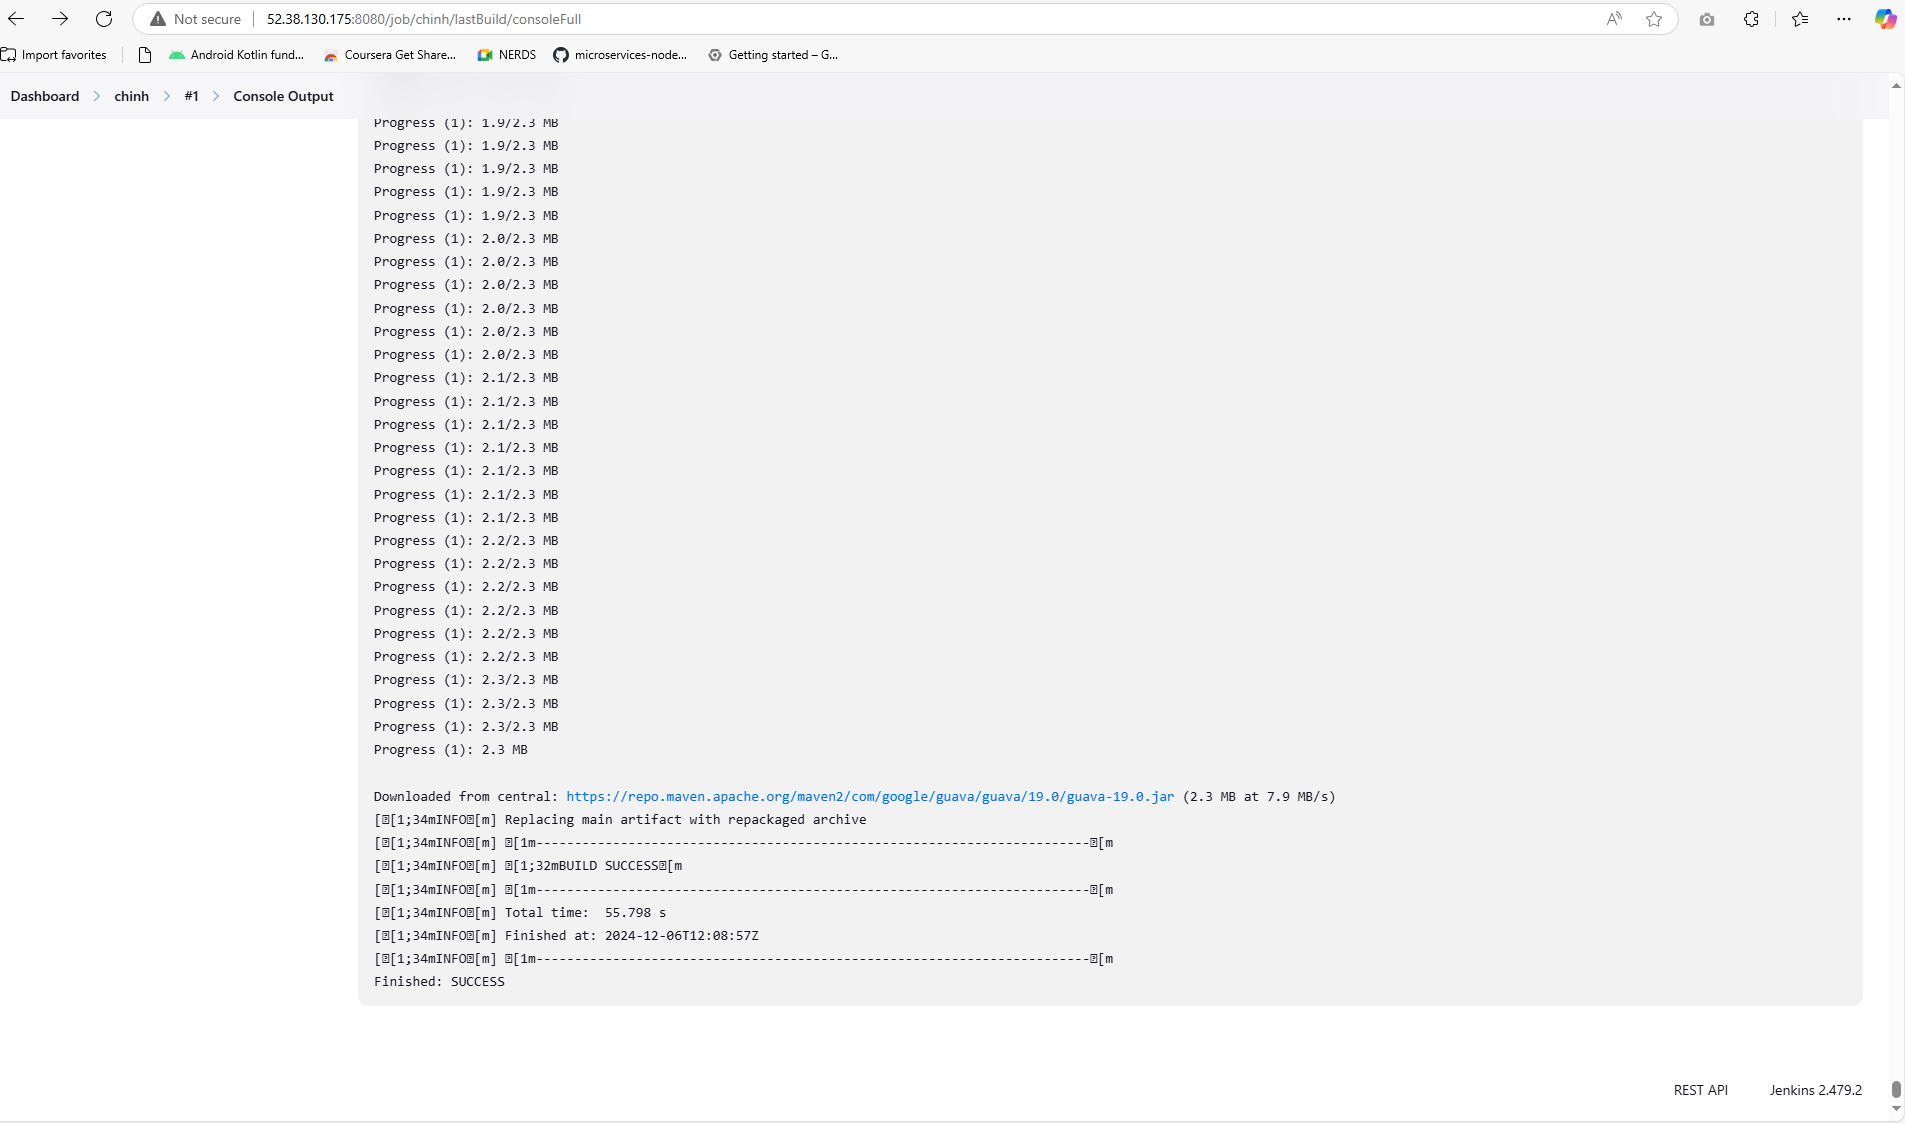 Not secure
52.38.130.175:8080/job/chinh/lastBuild/consoleFull
Import favorites
Android Kotlin fund...
Coursera Get Share...
NERDS
microservices-node...
Getting started – G...
Dashboard > chinh > #1 > Console Output
Progress (1): 1.9/2.3 MB
Progress (1): 1.9/2.3 MB
Progress (1): 1.9/2.3 MB
Progress (1): 1.9/2.3 MB
Progress (1): 1.9/2.3 MB
Progress (1): 2.0/2.3 MB
Progress (1): 2.0/2.3 MB
Progress (1): 2.0/2.3 MB
Progress (1): 2.0/2.3 MB
Progress (1): 2.0/2.3 MB
Progress (1): 2.0/2.3 MB
Progress (1): 2.1/2.3 MB
Progress (1): 2.1/2.3 MB
Progress (1): 2.1/2.3 MB
Progress (1): 2.1/2.3 MB
Progress (1): 2.1/2.3 MB
Progress (1): 2.1/2.3 MB
Progress (1): 2.1/2.3 MB
Progress (1): 2.2/2.3 MB
Progress (1): 2.2/2.3 MB
Progress (1): 2.2/2.3 MB
Progress (1): 2.2/2.3 MB
Progress (1): 2.2/2.3 MB
Progress (1): 2.2/2.3 MB
Progress (1): 2.3/2.3 MB
Progress (1): 2.3/2.3 MB
Progress (1): 2.3/2.3 MB
Progress (1): 2.3 MB
Downloaded from central: https://repo.maven.apache.org/maven2/com/google/guava/guava/19.0/guava-19.0.jar (2.3 MB at 7.9 MB/s)
[�[1;34mINFO�[m] Replacing main artifact with repackaged archive
[�[1;34mINFO�[m] �[1m------------------------------------------------------------------------�[m
[�[1;34mINFO�[m] �[1;32mBUILD SUCCESS�[m
[�[1;34mINFO�[m] �[1m------------------------------------------------------------------------�[m
[�[1;34mINFO�[m] Total time:  55.798 s
[�[1;34mINFO�[m] Finished at: 2024-12-06T12:08:57Z
[�[1;34mINFO�[m] �[1m------------------------------------------------------------------------�[m
Finished: SUCCESS
REST API
Jenkins 2.479.2